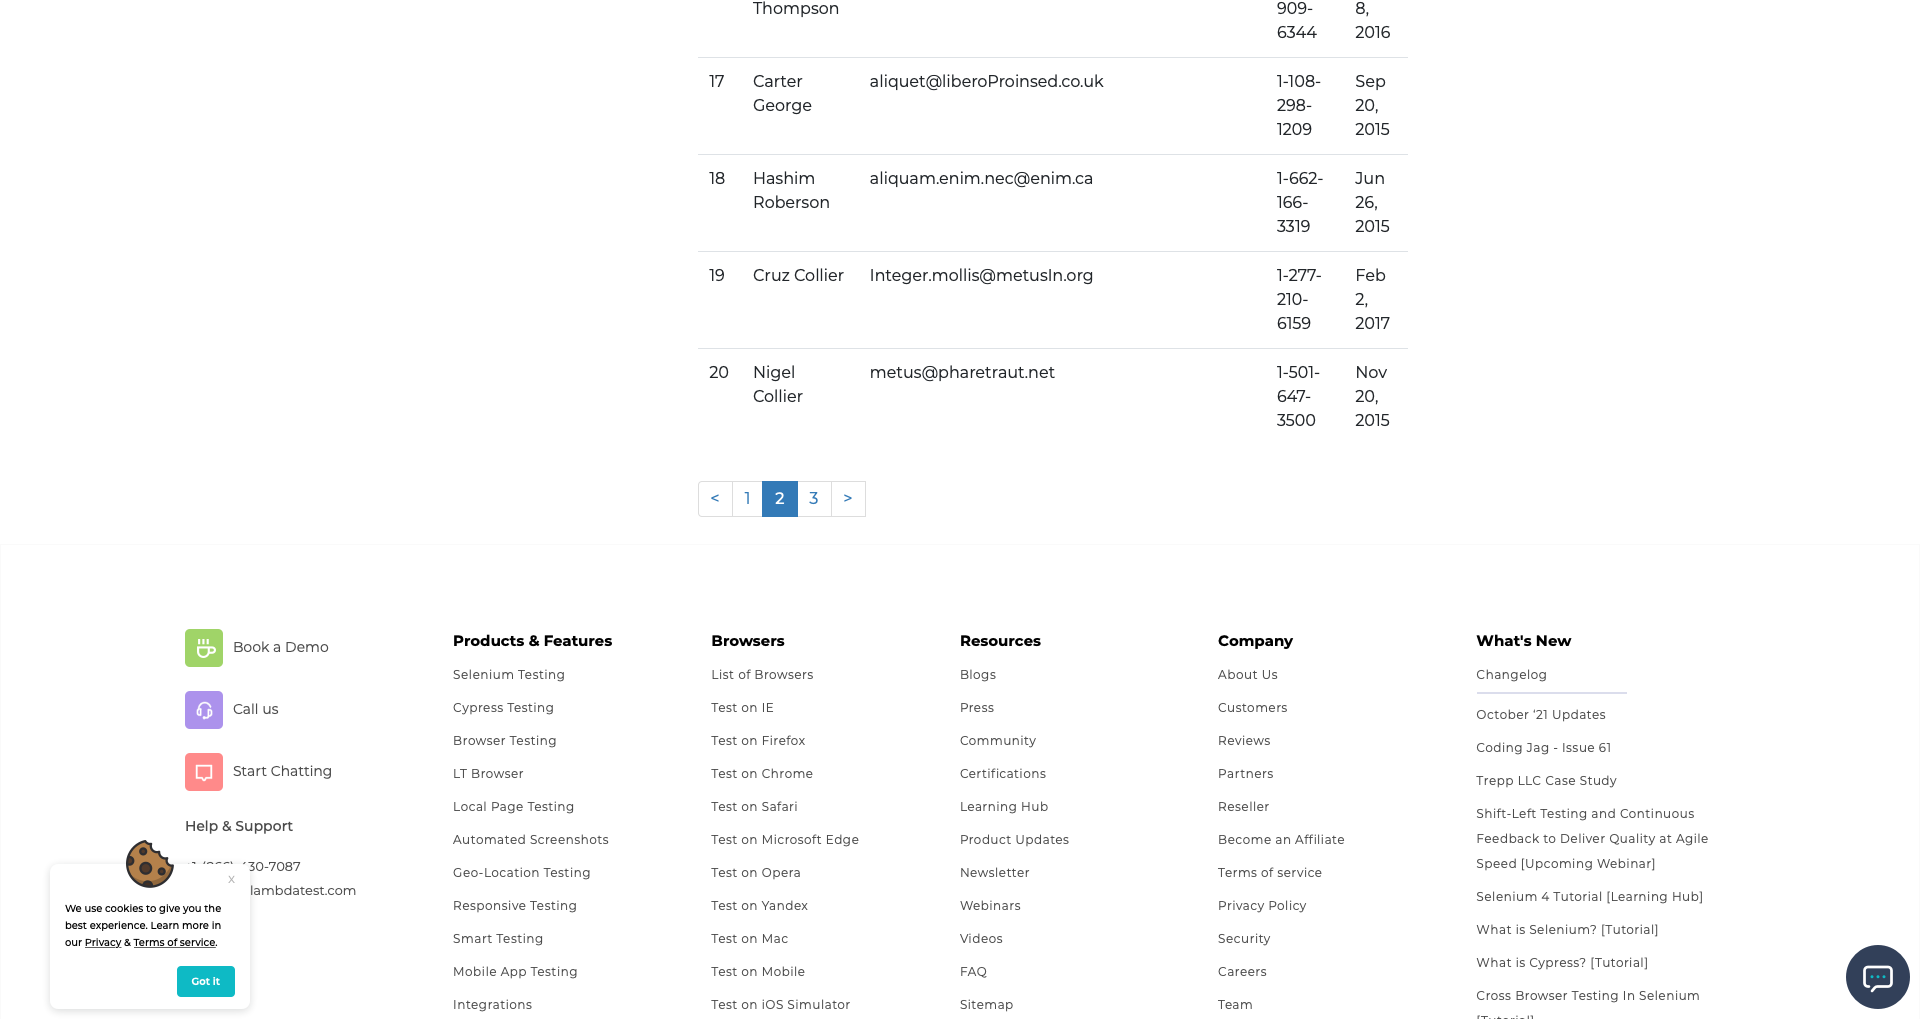 Thompson
909-
6344
8,
2016
17
Carter
George
aliquet@liberoProinsed.co.uk
1-108-
298-
1209
Sep
20,
2015
18
Hashim
Roberson
aliquam.enim.nec@enim.ca
1-662-
166-
3319
Jun
26,
2015
19
Cruz Collier
Integer.mollis@metusIn.org
1-277-
210-
6159
Feb
2,
2017
20
Nigel
Collier
metus@pharetraut.net
1-501-
647-
3500
Nov
20,
2015
< 1 2 3 >
Book a Demo
Call us
Start Chatting
Help & Support
30-7087
lambdatest.com
x
We use cookies to give you the
best experience. Learn more in
our Privacy & Terms of service.
Got it
Products & Features
Selenium Testing
Cypress Testing
Browser Testing
LT Browser
Local Page Testing
Automated Screenshots
Geo-Location Testing
Responsive Testing
Smart Testing
Mobile App Testing
Integrations
Browsers
List of Browsers
Test on IE
Test on Firefox
Test on Chrome
Test on Safari
Test on Microsoft Edge
Test on Opera
Test on Yandex
Test on Mac
Test on Mobile
Test on iOS Simulator
Resources
Blogs
Press
Community
Certifications
Learning Hub
Product Updates
Newsletter
Webinars
Videos
FAQ
Sitemap
Company
About Us
Customers
Reviews
Partners
Reseller
Become an Affiliate
Terms of service
Privacy Policy
Security
Careers
Team
What's New
Changelog
October ‘21 Updates
Coding Jag - Issue 61
Trepp LLC Case Study
Shift-Left Testing and Continuous
Feedback to Deliver Quality at Agile
Speed [Upcoming Webinar]
Selenium 4 Tutorial [Learning Hub]
What is Selenium? [Tutorial]
What is Cypress? [Tutorial]
Cross Browser Testing In Selenium
[Tutorial]